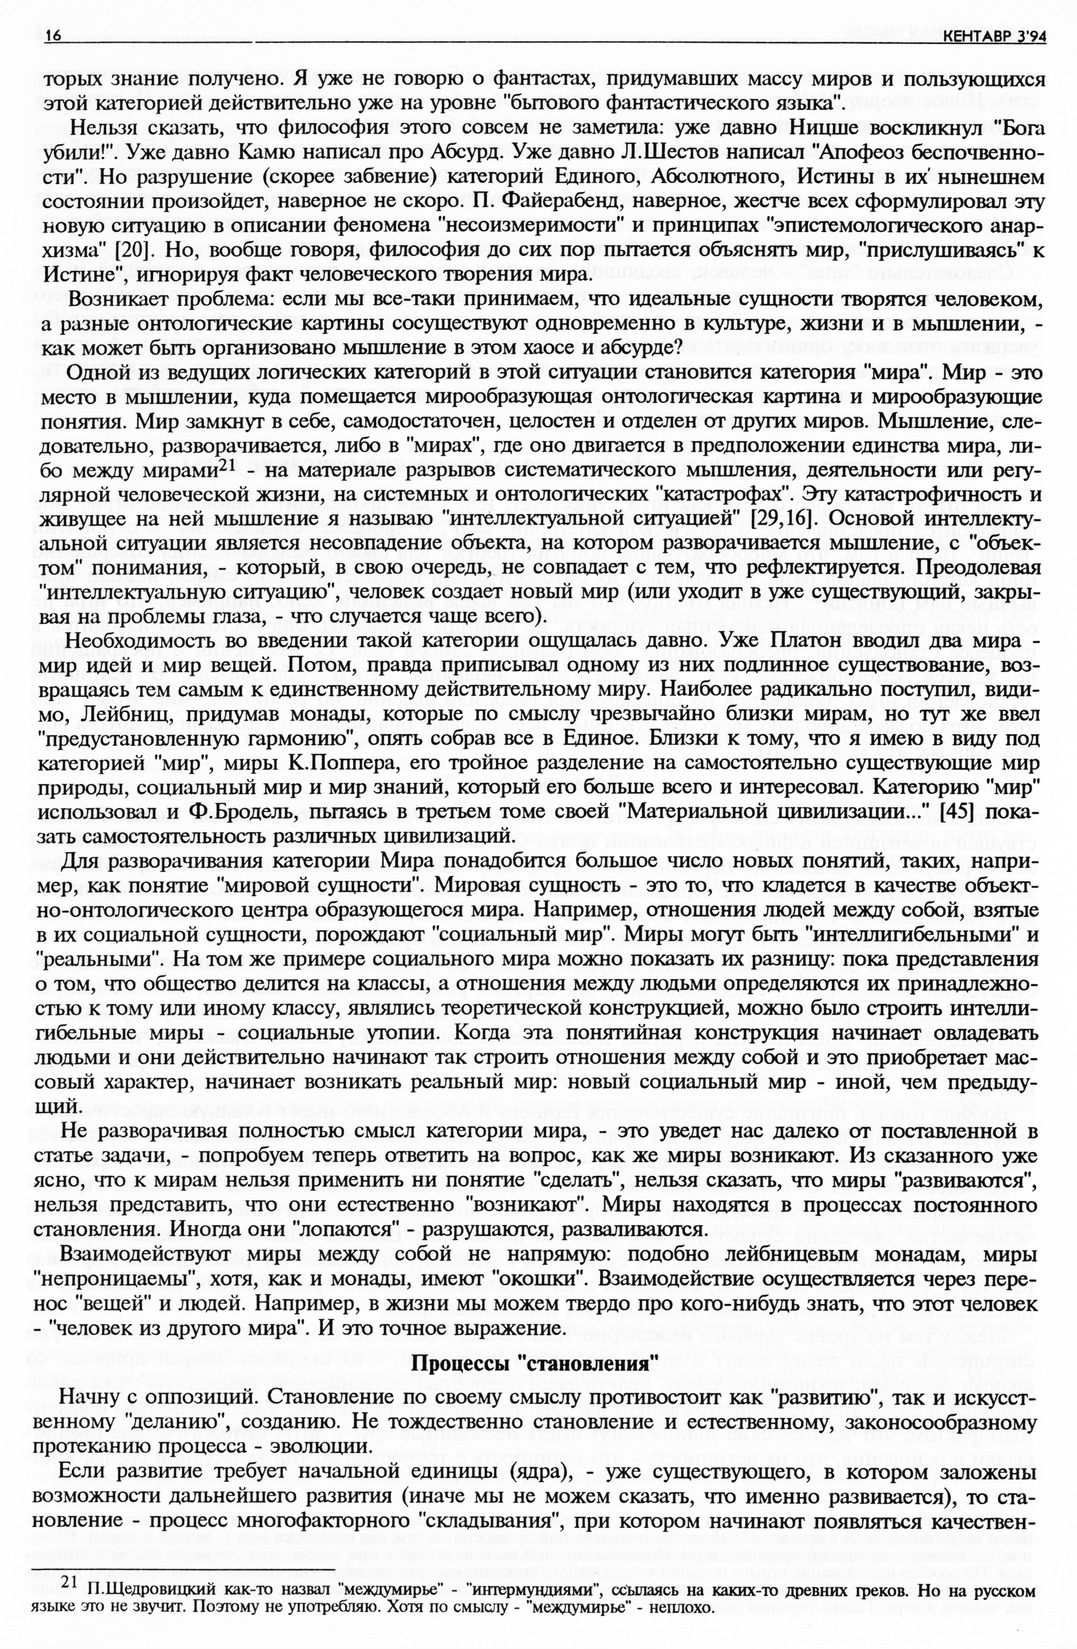 16 КЕНТАВР 3'94
торых знание получено. Я уже не говорю о фантастах, придумавших массу миров и пользующихся
этой категорией действительно уже на уровне "бытового фантастического языка".
Нельзя сказать, что философия этого совсем не заметила: уже давно Ницше воскликнул "Бога
убили!". Уже давно Камю написал про Абсурд. Уже давно Л.Шестов написал "Апофеоз беспочвенно-
сти". Но разрушение (скорее забвение) категорий Единого, Абсолютного, Истины в их нынешнем
состоянии произойдет, наверное не скоро. П. Файерабенд, наверное, жестче всех сформулировал эту
новую ситуацию в описании феномена "несоизмеримости" и принципах "эпистемологического анар-
хизма" [20]. Но, вообще говоря, философия до сих пор пытается объяснять мир, "прислушиваясь" к
Истине", игнорируя факт человеческого творения мира.
Возникает проблема: если мы все-таки принимаем, что идеальные сущности творятся человеком,
а разные онтологические картины сосуществуют одновременно в культуре, жизни и в мышлении, -
как может быть организовано мышление в этом хаосе и абсурде?
Одной из ведущих логических категорий в этой ситуации становится категория "мира". Мир - это
место в мышлении, куда помещается мирообразующая онтологическая картина и мирообразующие
понятия. Мир замкнут в себе, самодостаточен, целостен и отделен от других миров. Мышление, сле-
довательно, разворачивается, либо в "мирах", где оно двигается в предположении единства мира, ли-
бо между мирами21 - на материале разрывов систематического мышления, деятельности или регу-
лярной человеческой жизни, на системных и онтологических "катастрофах". Эту катастрофичность и
живущее на ней мышление я называю "интеллектуальной ситуацией" [29,16]. Основой интеллекту-
альной ситуации является несовпадение объекта, на котором разворачивается мышление, с "объек-
том" понимания, - который, в свою очередь, не совпадает с тем, что рефлектируется. Преодолевая
"интеллектуальную ситуацию", человек создает новый мир (или уходит в уже существующий, закры-
вая на проблемы глаза, - что случается чаще всего).
Необходимость во введении такой категории ощущалась давно. Уже Платон вводил два мира -
мир идей и мир вещей. Потом, правда приписывал одному из них подлинное существование, воз-
вращаясь тем самым к единственному действительному миру. Наиболее радикально поступил, види-
мо, Лейбниц, придумав монады, которые по смыслу чрезвычайно близки мирам, но тут же ввел
"предустановленную гармонию", опять собрав все в Единое. Близки к тому, что я имею в виду под
категорией "мир", миры К.Поппера, его тройное разделение на самостоятельно существующие мир
природы, социальный мир и мир знаний, который его больше всего и интересовал. Категорию "мир"
использовал и Ф.Бродель, пытаясь в третьем томе своей "Материальной цивилизации..." [45] пока-
зать самостоятельность различных цивилизаций.
Для разворачивания категории Мира понадобится большое число новых понятий, таких, напри-
мер, как понятие "мировой сущности". Мировая сущность - это то, что кладется в качестве объект-
но-онтологического центра образующегося мира. Например, отношения людей между собой, взятые
в их социальной сущности, порождают "социальный мир". Миры могут быть "интеллигибельными" и
"реальными". На том же примере социального мира можно показать их разницу: пока представления
о том, что общество делится на классы, а отношения между людьми определяются их принадлежно-
стью к тому или иному классу, являлись теоретической конструкцией, можно было строить интелли-
гибельные миры - социальные утопии. Когда эта понятийная конструкция начинает овладевать
людьми и они действительно начинают так строить отношения между собой и это приобретает мас-
совый характер, начинает возникать реальный мир: новый социальный мир - иной, чем предыду-
щий.
Не разворачивая полностью смысл категории мира, - это уведет нас далеко от поставленной в
статье задачи, - попробуем теперь ответить на вопрос, как же миры возникают. Из сказанного уже
ясно, что к мирам нельзя применить ни понятие "сделать", нельзя сказать, что миры "развиваются",
нельзя представить, что они естественно "возникают". Миры находятся в процессах постоянного
становления. Иногда они "лопаются" - разрушаются, разваливаются.
Взаимодействуют миры между собой не напрямую: подобно лейбницевым монадам, миры
"непроницаемы", хотя, как и монады, имеют "окошки". Взаимодействие осуществляется через пере-
нос "вещей" и людей. Например, в жизни мы можем твердо про кого-нибудь знать, что этот человек
- "человек из другого мира". И это точное выражение.
Процессы "становления"
Начну с оппозиций. Становление по своему смыслу противостоит как "развитию", так и искусст-
венному "деланию", созданию. Не тождественно становление и естественному, законосообразному
протеканию процесса - эволюции.
Если развитие требует начальной единицы (ядра), - уже существующего, в котором заложены
возможности дальнейшего развития (иначе мы не можем сказать, что именно развивается), то ста-
новление - процесс многофакторного "складывания", при котором начинают появляться качествен-
21 П.Щедровицкий как-то назвал "междумирье" - "интермундиями", ссылаясь на каких-то древних греков. Но на русском
языке это не звучит. Поэтому не употребляю. Хотя по смыслу - "междумирье" - неплохо.